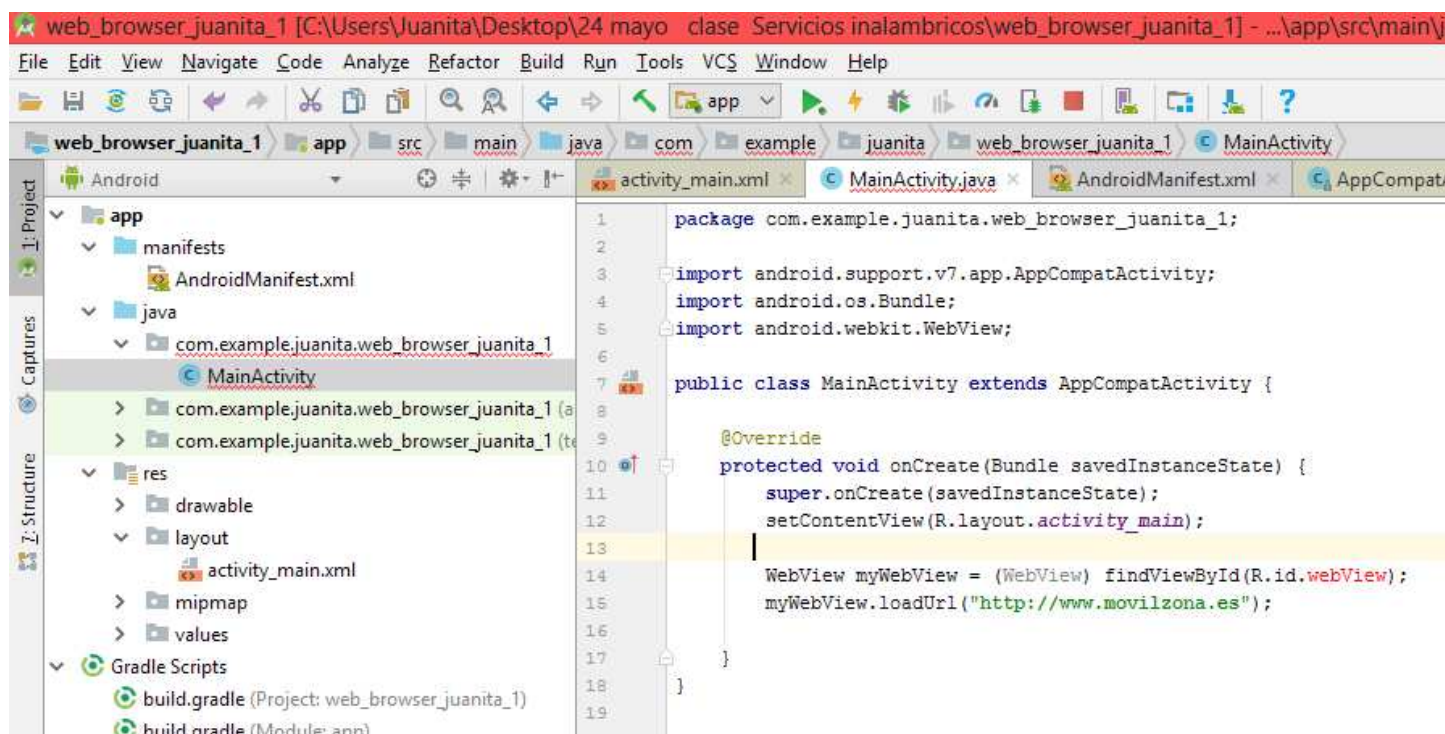 web_browser_juanita_1 [C:\Users\Juanita\Desktop\24 mayo clase Servicios inalambricos\web_browser_juanita_1] - ...\app\src\main\j
File Edit View Navigate Code Analyze Refactor Build Run Tools VCS Window Help
app
web_browser_juanita_1 app src main java com example juanita web_browser_juanita_1 MainActivity
Android
activity_main.xml MainActivity.java AndroidManifest.xml AppCompatA
1: Project
Captures
7: Structure
app
manifests
AndroidManifest.xml
java
com.example.juanita.web_browser_juanita_1
MainActivity
com.example.juanita.web_browser_juanita_1 (a
com.example.juanita.web_browser_juanita_1 (te
res
drawable
layout
activity_main.xml
mipmap
values
Gradle Scripts
build.gradle (Project: web_browser_juanita_1)
build.gradle (Module: app)
1 package com.example.juanita.web_browser_juanita_1;
2
3 import android.support.v7.app.AppCompatActivity;
4 import android.os.Bundle;
5 import android.webkit.WebView;
6
7 public class MainActivity extends AppCompatActivity {
8
9 @Override
10 protected void onCreate(Bundle savedInstanceState) {
11 super.onCreate(savedInstanceState);
12 setContentView(R.layout.activity_main);
13
14 WebView myWebView = (WebView) findViewById(R.id.webView);
15 myWebView.loadUrl("http://www.movilzona.es");
16
17 }
18 }
19